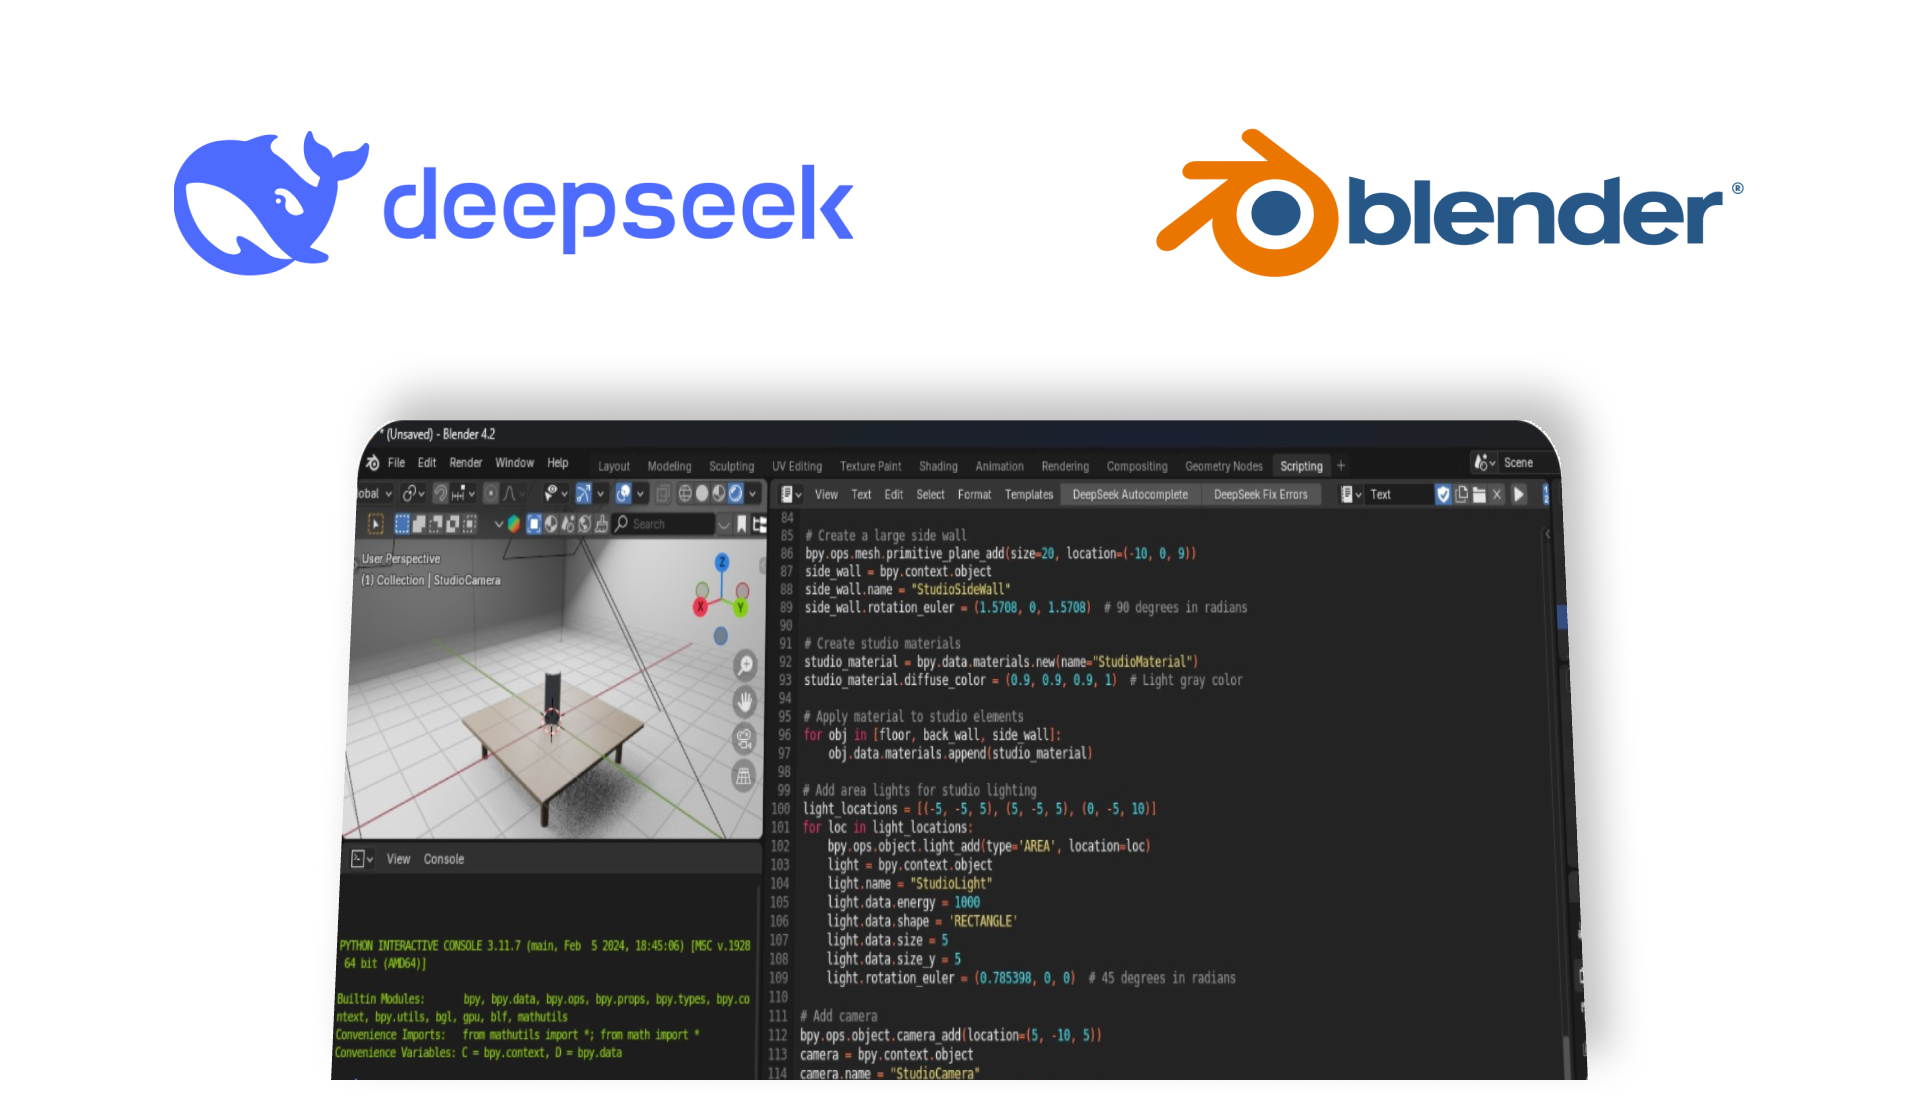 deepseek
blender®
* (Unsaved) - Blender 4.2
File Edit Render Window Help Layout Modeling Sculpting UV Editing Texture Paint Shading Animation Rendering Compositing Geometry Nodes Scripting + Scene
obal View Text Edit Select Format Templates DeepSeek Autocomplete DeepSeek Fix Errors Text
Search
User Perspective
(1) Collection | StudioCamera
Z
X
Y
84
85 # Create a large side wall
86 bpy.ops.mesh.primitive_plane_add(size=20, location=(-10, 0, 9))
87 side_wall = bpy.context.object
88 side_wall.name = "StudioSideWall"
89 side_wall.rotation_euler = (1.5708, 0, 1.5708)  # 90 degrees in radians
90
91 # Create studio materials
92 studio_material = bpy.data.materials.new(name="StudioMaterial")
93 studio_material.diffuse_color = (0.9, 0.9, 0.9, 1)  # Light gray color
94
95 # Apply material to studio elements
96 for obj in [floor, back_wall, side_wall]:
97     obj.data.materials.append(studio_material)
98
99 # Add area lights for studio lighting
100 light_locations = [(-5, -5, 5), (5, -5, 5), (0, -5, 10)]
101 for loc in light_locations:
102     bpy.ops.object.light_add(type='AREA', location=loc)
103     light = bpy.context.object
104     light.name = "StudioLight"
105     light.data.energy = 1000
106     light.data.shape = 'RECTANGLE'
107     light.data.size = 5
108     light.data.size_y = 5
109     light.rotation_euler = (0.785398, 0, 0)  # 45 degrees in radians
110
111 # Add camera
112 bpy.ops.object.camera_add(location=(5, -10, 5))
113 camera = bpy.context.object
114 camera.name = "StudioCamera"
View Console
PYTHON INTERACTIVE CONSOLE 3.11.7 (main, Feb  5 2024, 18:45:06) [MSC v.1928
64 bit (AMD64)]
Builtin Modules:      bpy, bpy.data, bpy.ops, bpy.props, bpy.types, bpy.co
ntext, bpy.utils, bgl, gpu, blf, mathutils
Convenience Imports:  from mathutils import *; from math import *
Convenience Variables: C = bpy.context, D = bpy.data